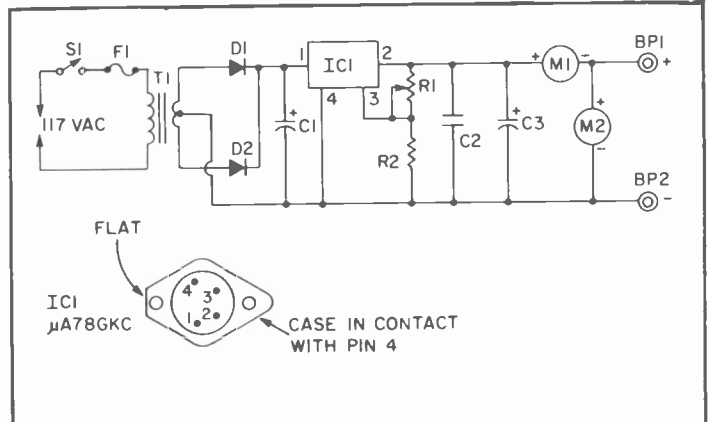 S1 F1 T1 D1 1 IC1 2 R1 M1 + - BP1 +
117 VAC
+ C1 4 3 C2 + C3 + M2 -
D2 R2
BP2 -
FLAT
IC1
µA78GKC
4 3
1 2
CASE IN CONTACT
WITH PIN 4